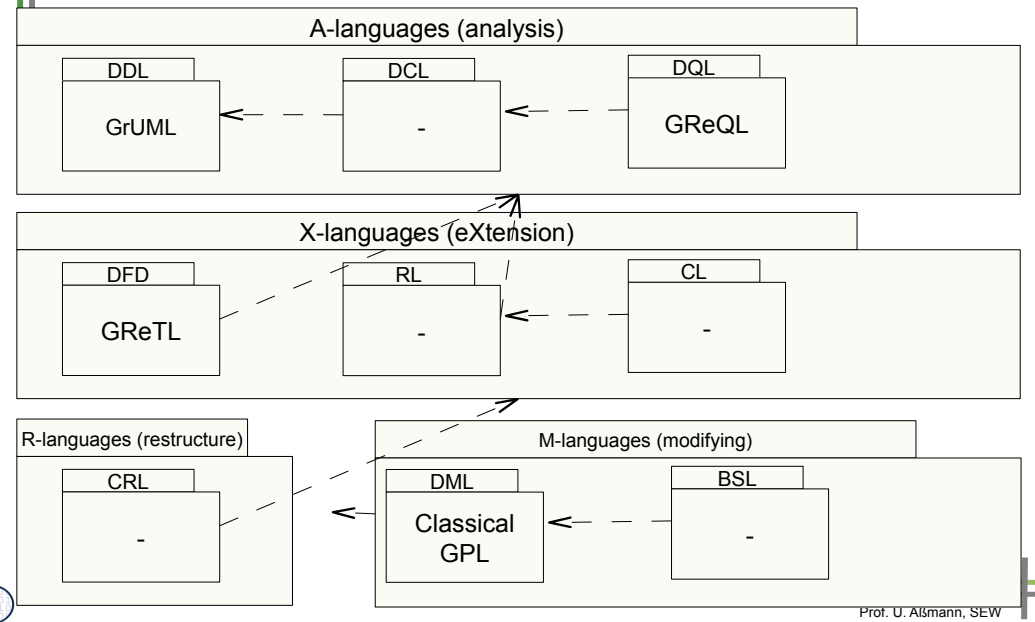 A-languages (analysis)
DDL
DCL
DQL
GrUML
-
GReQL
X-languages (eXtension)
DFD
RL
CL
GReTL
-
-
R-languages (restructure)
M-languages (modifying)
CRL
DML
BSL
-
Classical
GPL
-
Prof. U. Aßmann, SEW